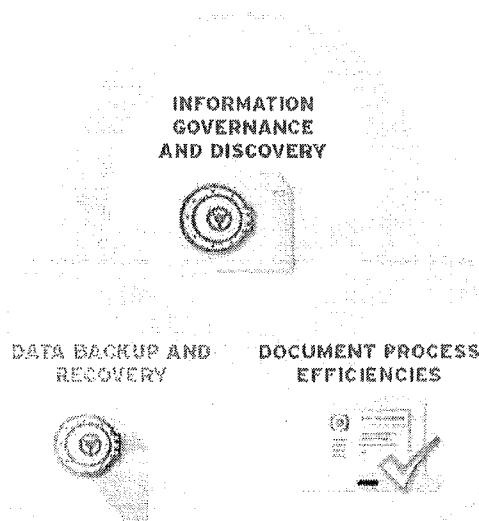 INFORMATION
GOVERNANCE
AND DISCOVERY
DATA BACKUP AND
RECOVERY
DOCUMENT PROCESS
EFFICIENCIES